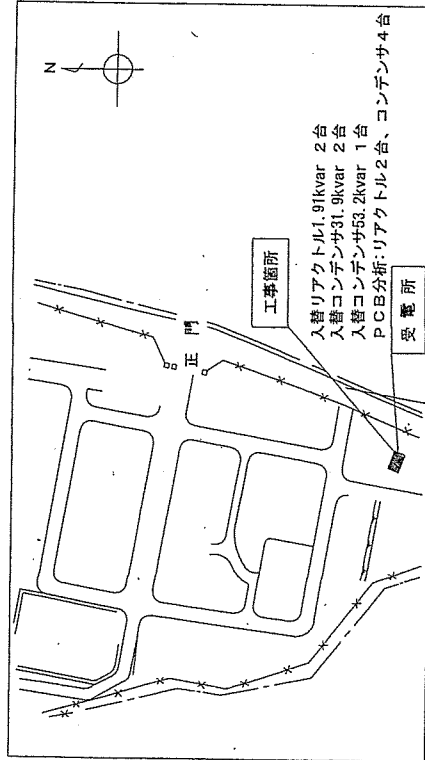 N
正門
工事箇所
入替リアクトル1.91kvar 2台
入替コンデンサ31.9kvar 2台
入替コンデンサ53.2kvar 1台
PCB分析:リアクトル2台、コンデンサ4台
受電所